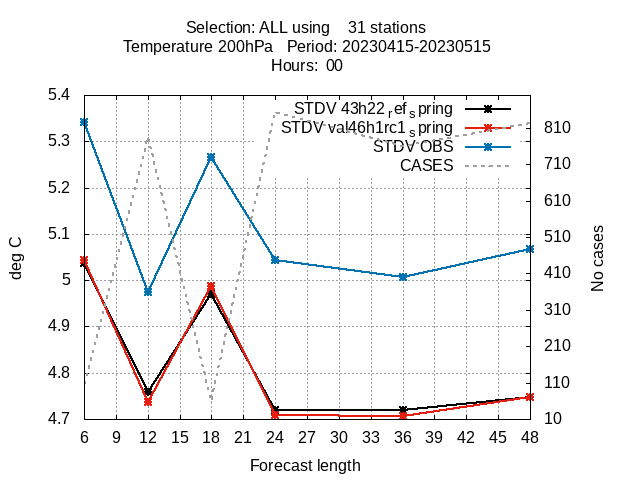 Selection: ALL using 31 stations
Temperature 200hPa Period: 20230415-20230515
Hours: 00
STDV 43h22refspring
STDV val46h1rc1spring
STDV OBS
CASES
5.4
5.3
5.2
5.1
5
4.9
4.8
4.7
deg C
810
710
610
510
410
310
210
110
10
No cases
6 9 12 15 18 21 24 27 30 33 36 39 42 45 48
Forecast length